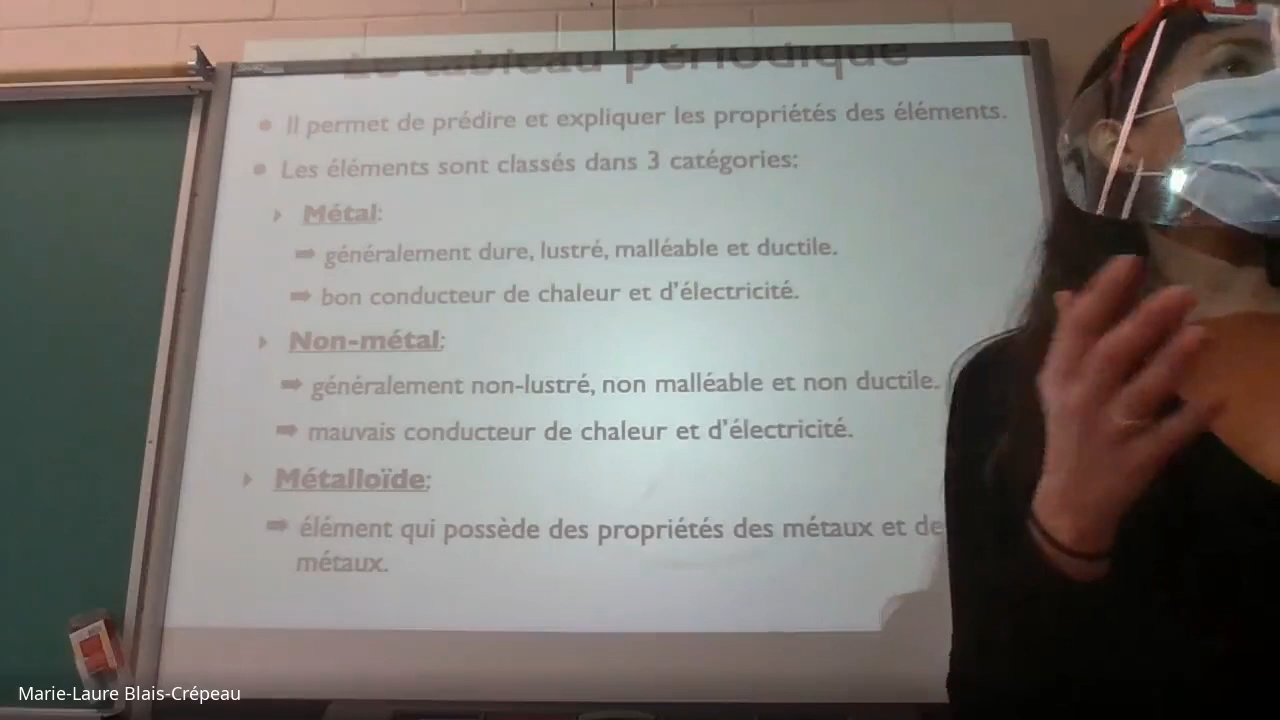 Le tableau périodique
Il permet de prédire et expliquer les propriétés des éléments.
Les éléments sont classés dans 3 catégories:
Métal:
généralement dure, lustré, malléable et ductile.
bon conducteur de chaleur et d'électricité.
Non-métal:
généralement non-lustré, non malléable et non ductile.
mauvais conducteur de chaleur et d'électricité.
Métalloïde:
élément qui possède des propriétés des métaux et de
métaux.
Marie-Laure Blais-Crépeau